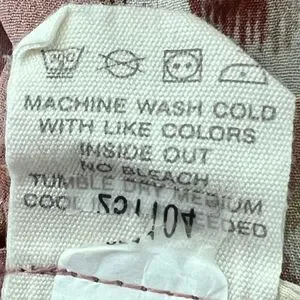 MACHINE WASH COLD
WITH LIKE COLORS
INSIDE OUT
NO BLEACH
TUMBLE DRY MEDIUM
COOL